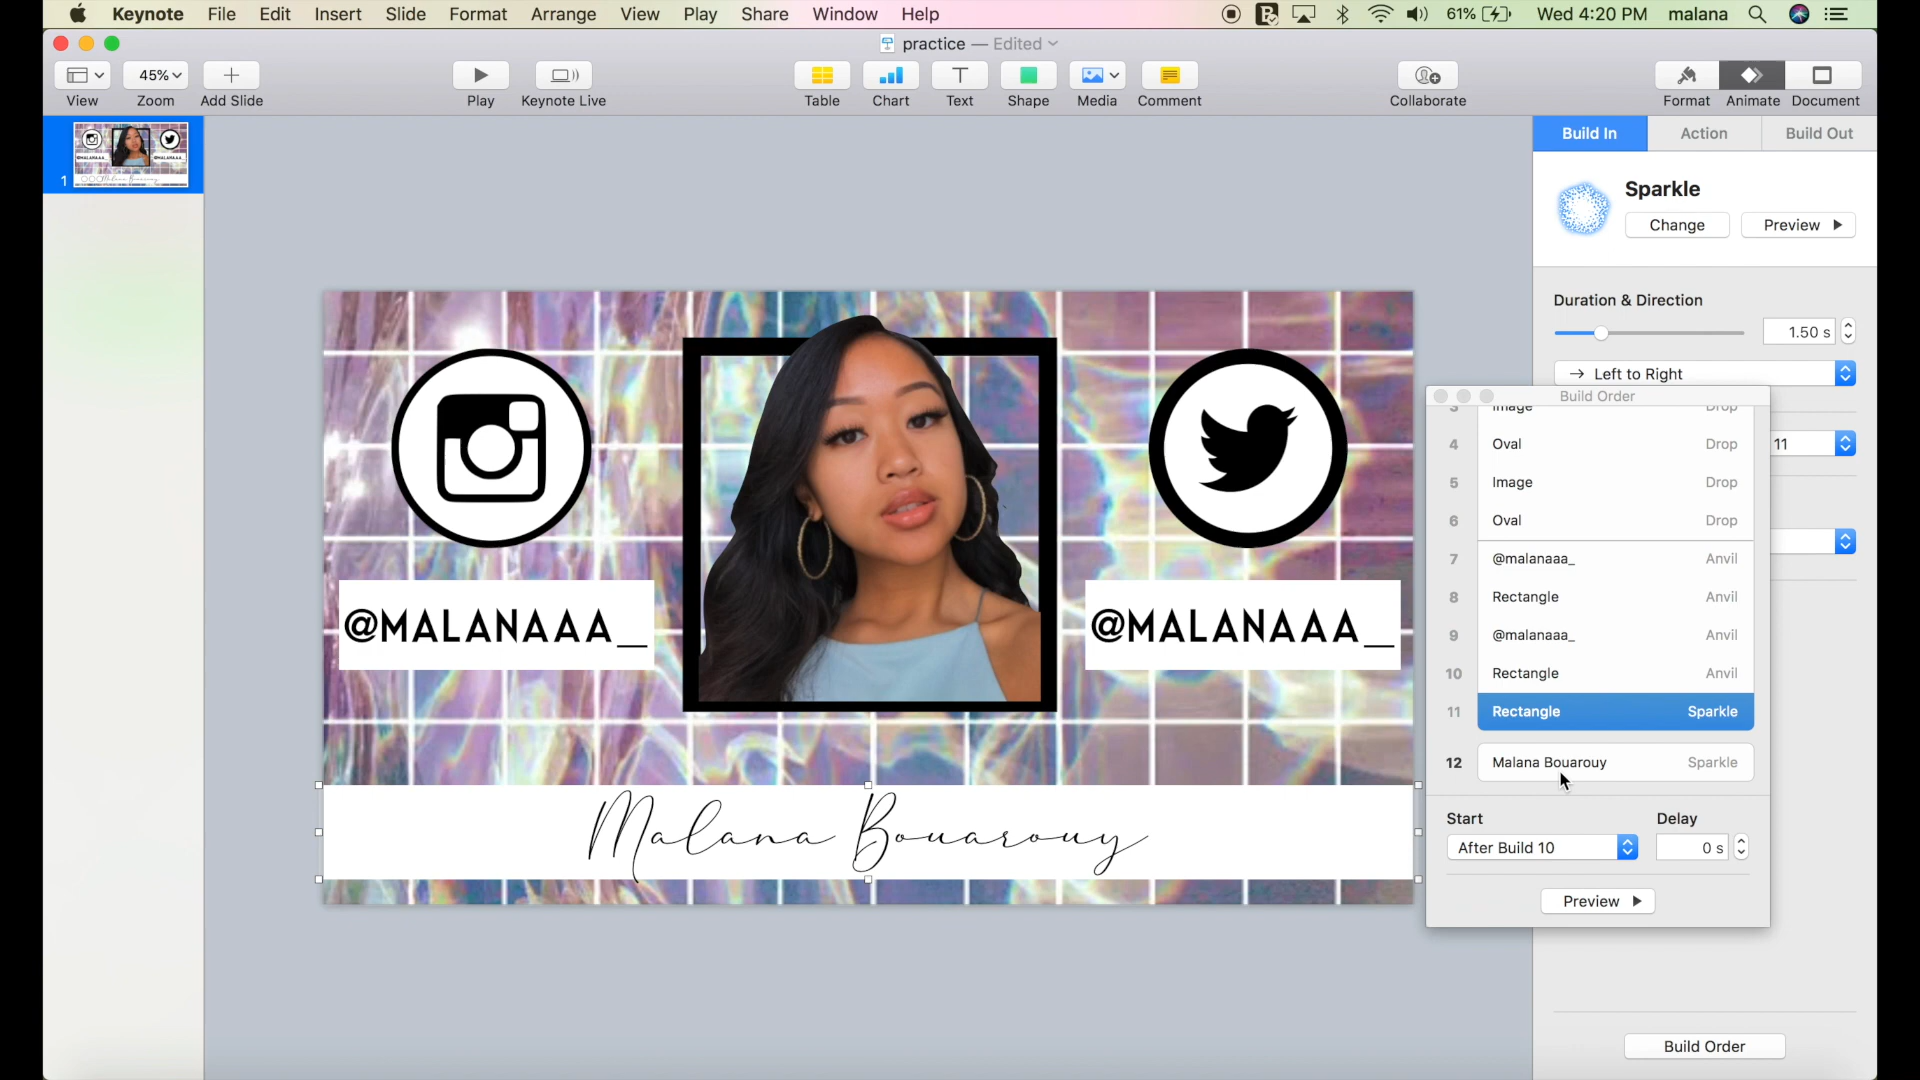 Keynote File Edit Insert Slide Format Arrange View Play Share Window Help 61% Wed 4:20 PM malana
practice — Edited
45%
View Zoom Add Slide Play Keynote Live Table Chart Text Shape Media Comment Collaborate Format Animate Document
1
@MALANAAA_
@MALANAAA_
Malana Bouarouy
Build In Action Build Out
Sparkle
Change Preview
Duration & Direction
1.50 s
→ Left to Right
11
Build Order
3 Image Drop
4 Oval Drop
5 Image Drop
6 Oval Drop
7 @malanaaa_ Anvil
8 Rectangle Anvil
9 @malanaaa_ Anvil
10 Rectangle Anvil
11 Rectangle Sparkle
12 Malana Bouarouy Sparkle
Start Delay
After Build 10 0 s
Preview
Build Order